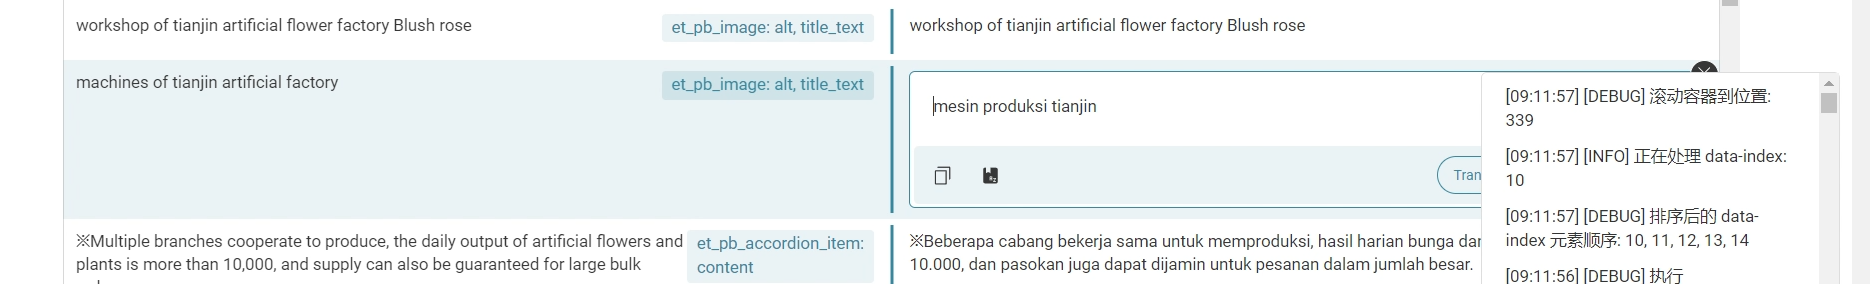 workshop of tianjin artificial flower factory Blush rose
et_pb_image: alt, title_text
workshop of tianjin artificial flower factory Blush rose
machines of tianjin artificial factory
et_pb_image: alt, title_text
mesin produksi tianjin
Tran
※Multiple branches cooperate to produce, the daily output of artificial flowers and
plants is more than 10,000, and supply can also be guaranteed for large bulk
et_pb_accordion_item:
content
※Beberapa cabang bekerja sama untuk memproduksi, hasil harian bunga dan
10.000, dan pasokan juga dapat dijamin untuk pesanan dalam jumlah besar.
[09:11:57] [DEBUG] 滚动容器到位置:
339
[09:11:57] [INFO] 正在处理 data-index:
10
[09:11:57] [DEBUG] 排序后的 data-
index 元素顺序: 10, 11, 12, 13, 14
[09:11:56] [DEBUG] 执行